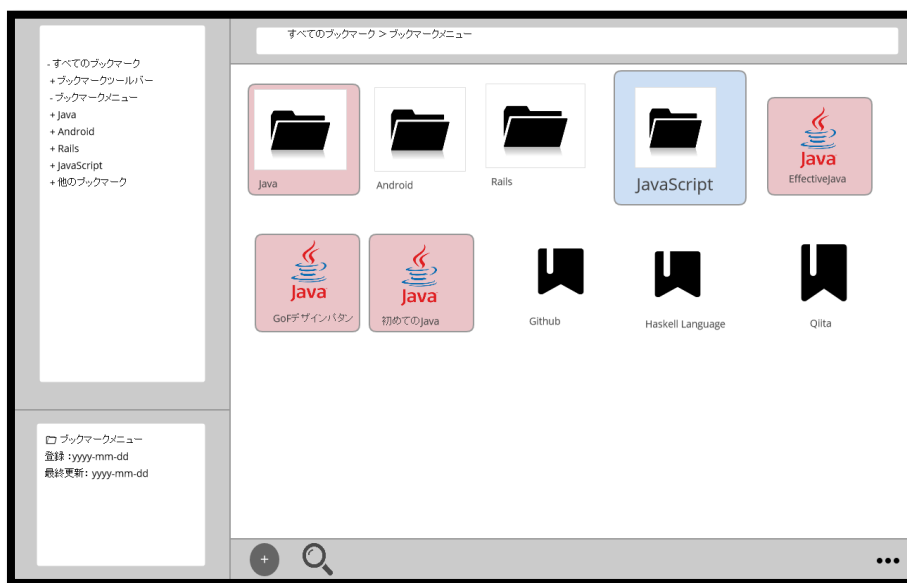 すべてのブックマーク > ブックマークメニュー
- すべてのブックマーク
+ ブックマークツールバー
- ブックマークメニュー
+ Java
+ Android
+ Rails
+ JavaScript
+ 他のブックマーク
Java
Android
Rails
JavaScript
Java
EffectiveJava
Java
GoFデザインパタン
Java
初めてのJava
Github
Haskell Language
Qiita
ブックマークメニュー
登録 :yyyy-mm-dd
最終更新: yyyy-mm-dd
+